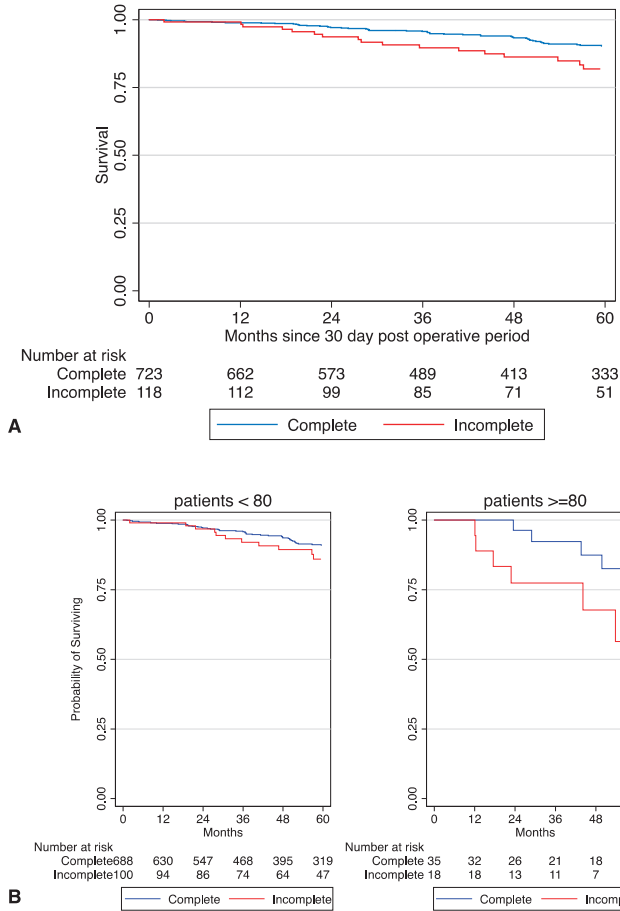 1.00
0.75
0.50
0.25
0.00
Survival
0 12 24 36 48 60
Months since 30 day post operative period
Number at risk
Complete 723 662 573 489 413 333
Incomplete 118 112 99 85 71 51
A
Complete Incomplete
patients < 80
1.00
0.75
0.50
0.25
0.00
Probability of Surviving
0 12 24 36 48 60
Months
Number at risk
Complete688 630 547 468 395 319
Incomplete100 94 86 74 64 47
Complete Incomplete
B
patients >=80
1.00
0.75
0.50
0.25
0.00
0 12 24 36 48
Months
Number at risk
Complete 35 32 26 21 18
Incomplete 18 18 13 11 7
Complete Incomplete